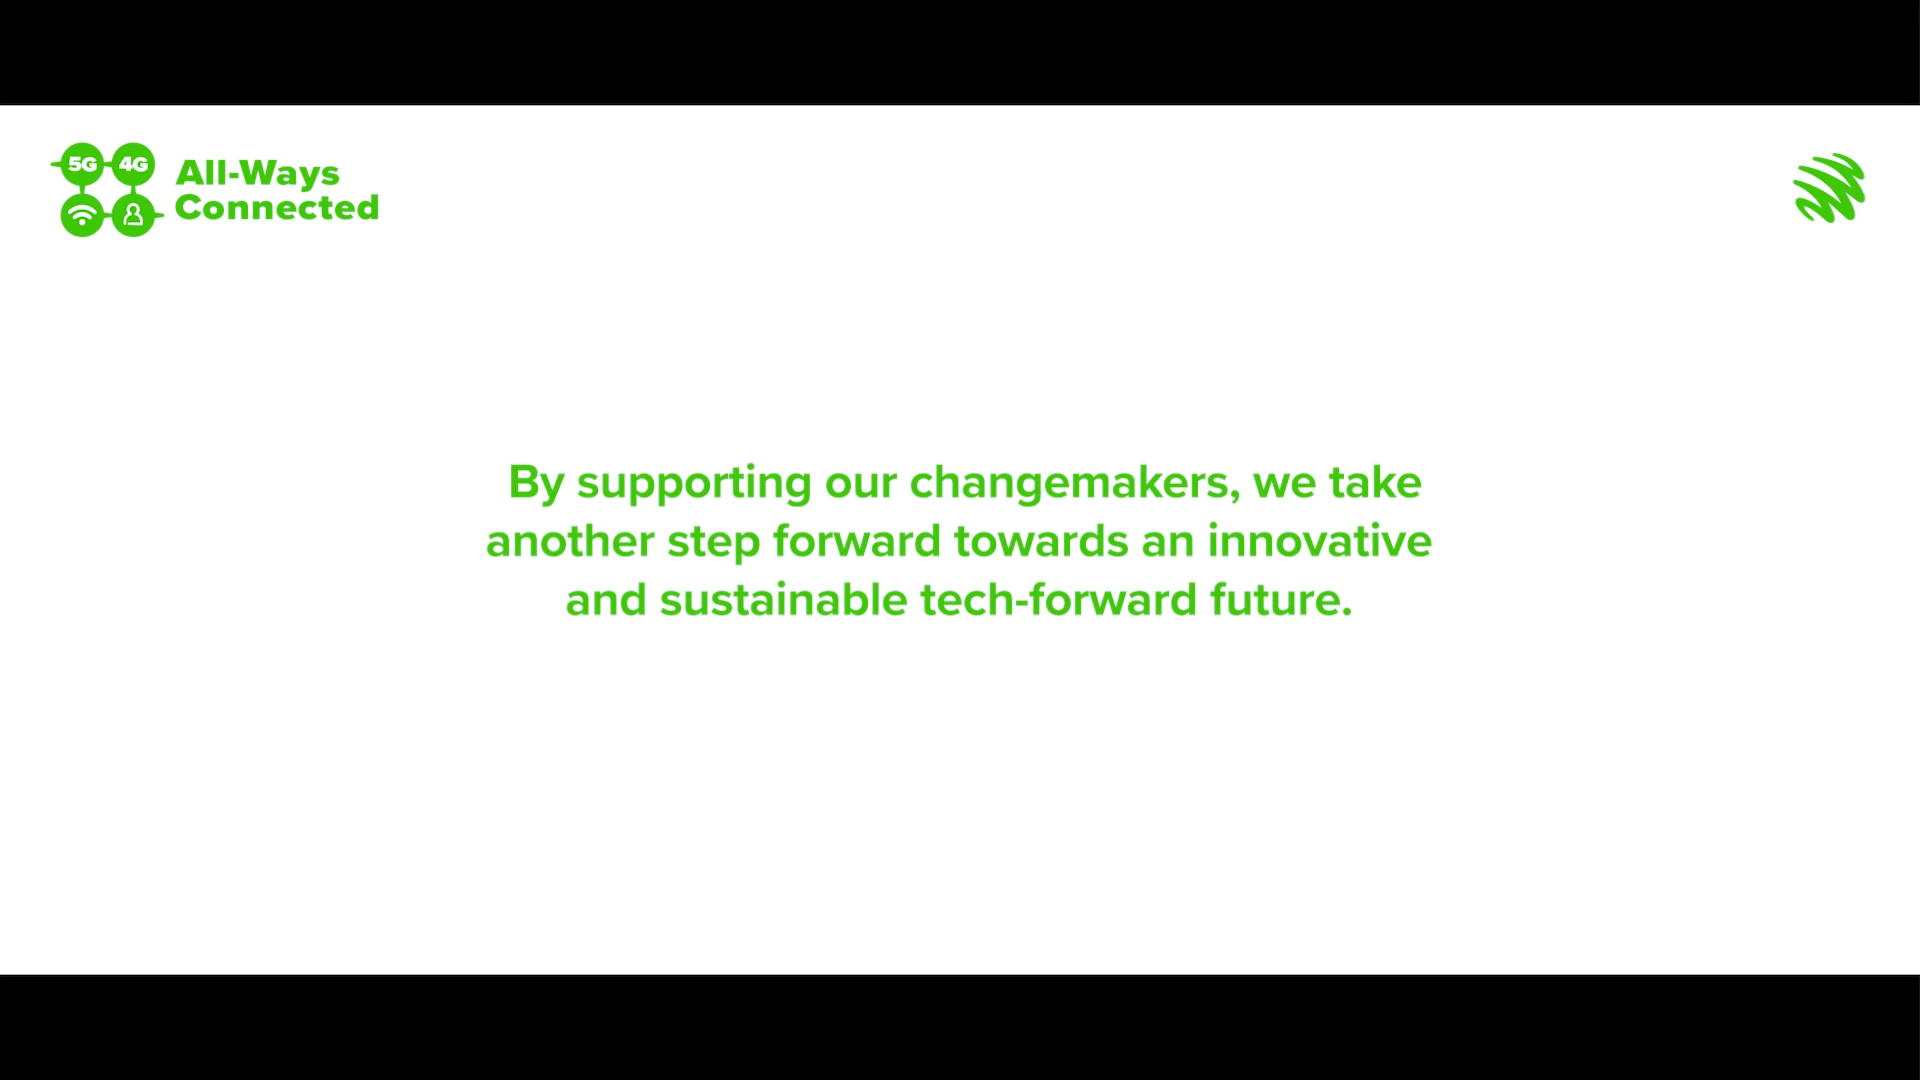 5G 4G
All-Ways
Connected
By supporting our changemakers, we take
another step forward towards an innovative
and sustainable tech-forward future.